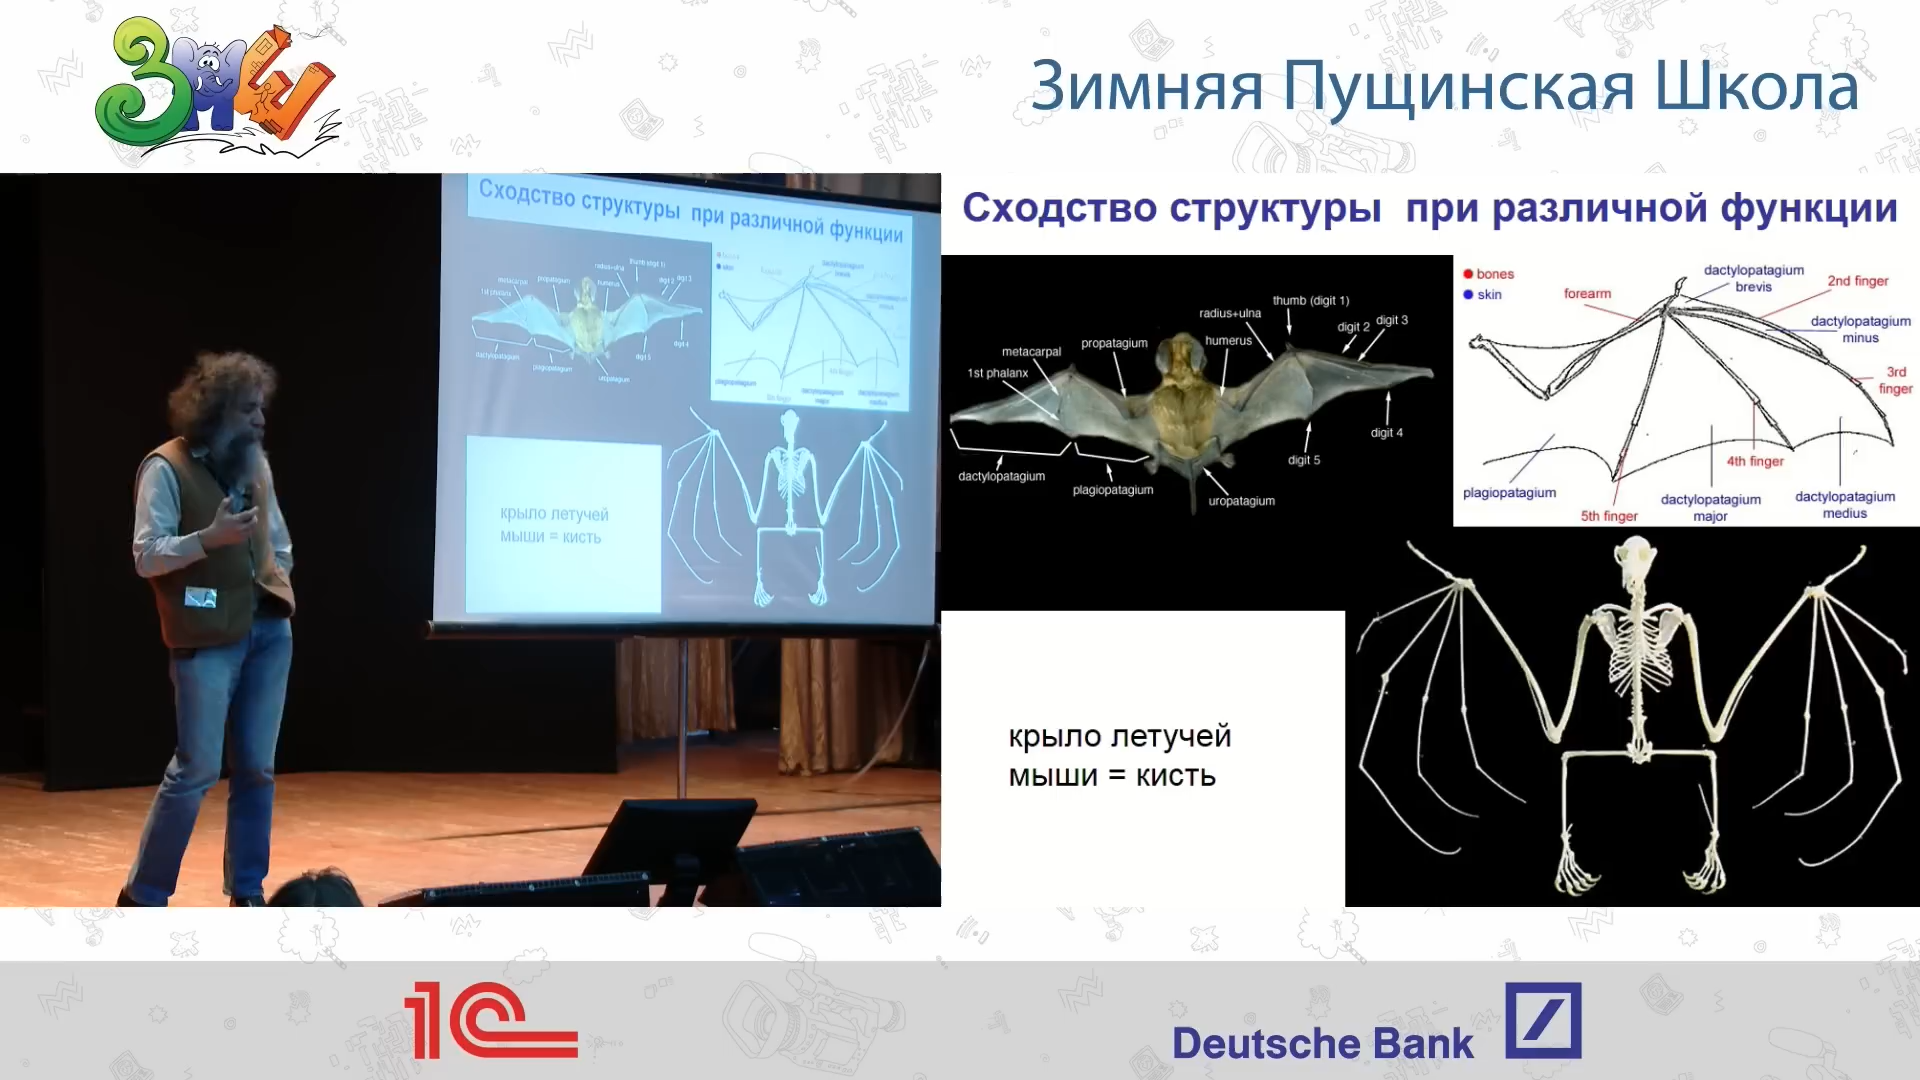 ЗПШ
Зимняя Пущинская Школа
Сходство структуры при различной функции
крыло летучей
мыши = кисть
Сходство структуры при различной функции
thumb (digit 1)
radius+ulna
digit 2
digit 3
humerus
propatagium
metacarpal
1st phalanx
digit 4
digit 5
dactylopatagium
plagiopatagium
uropatagium
bones
skin
forearm
dactylopatagium
brevis
2nd finger
dactylopatagium
minus
3rd
finger
4th finger
plagiopatagium
5th finger
dactylopatagium
major
dactylopatagium
medius
крыло летучей
мыши = кисть
1C
Deutsche Bank